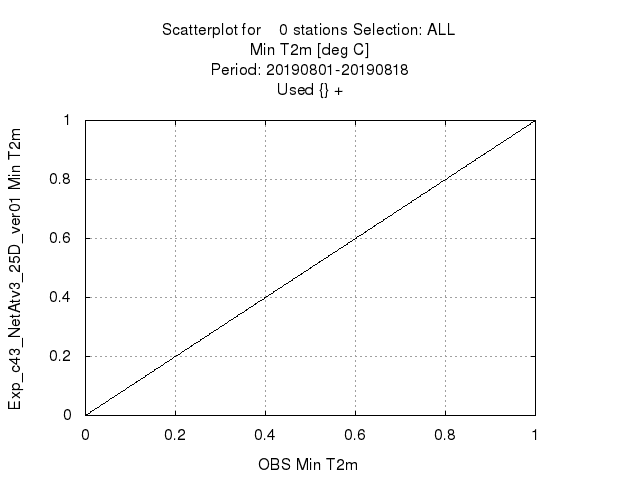 Scatterplot for    0 stations Selection: ALL
Min T2m [deg C]
Period: 20190801-20190818
Used {} +
Exp_c43_NetAtv3_25D_ver01 Min T2m
1
0.8
0.6
0.4
0.2
0
0 0.2 0.4 0.6 0.8 1
OBS Min T2m